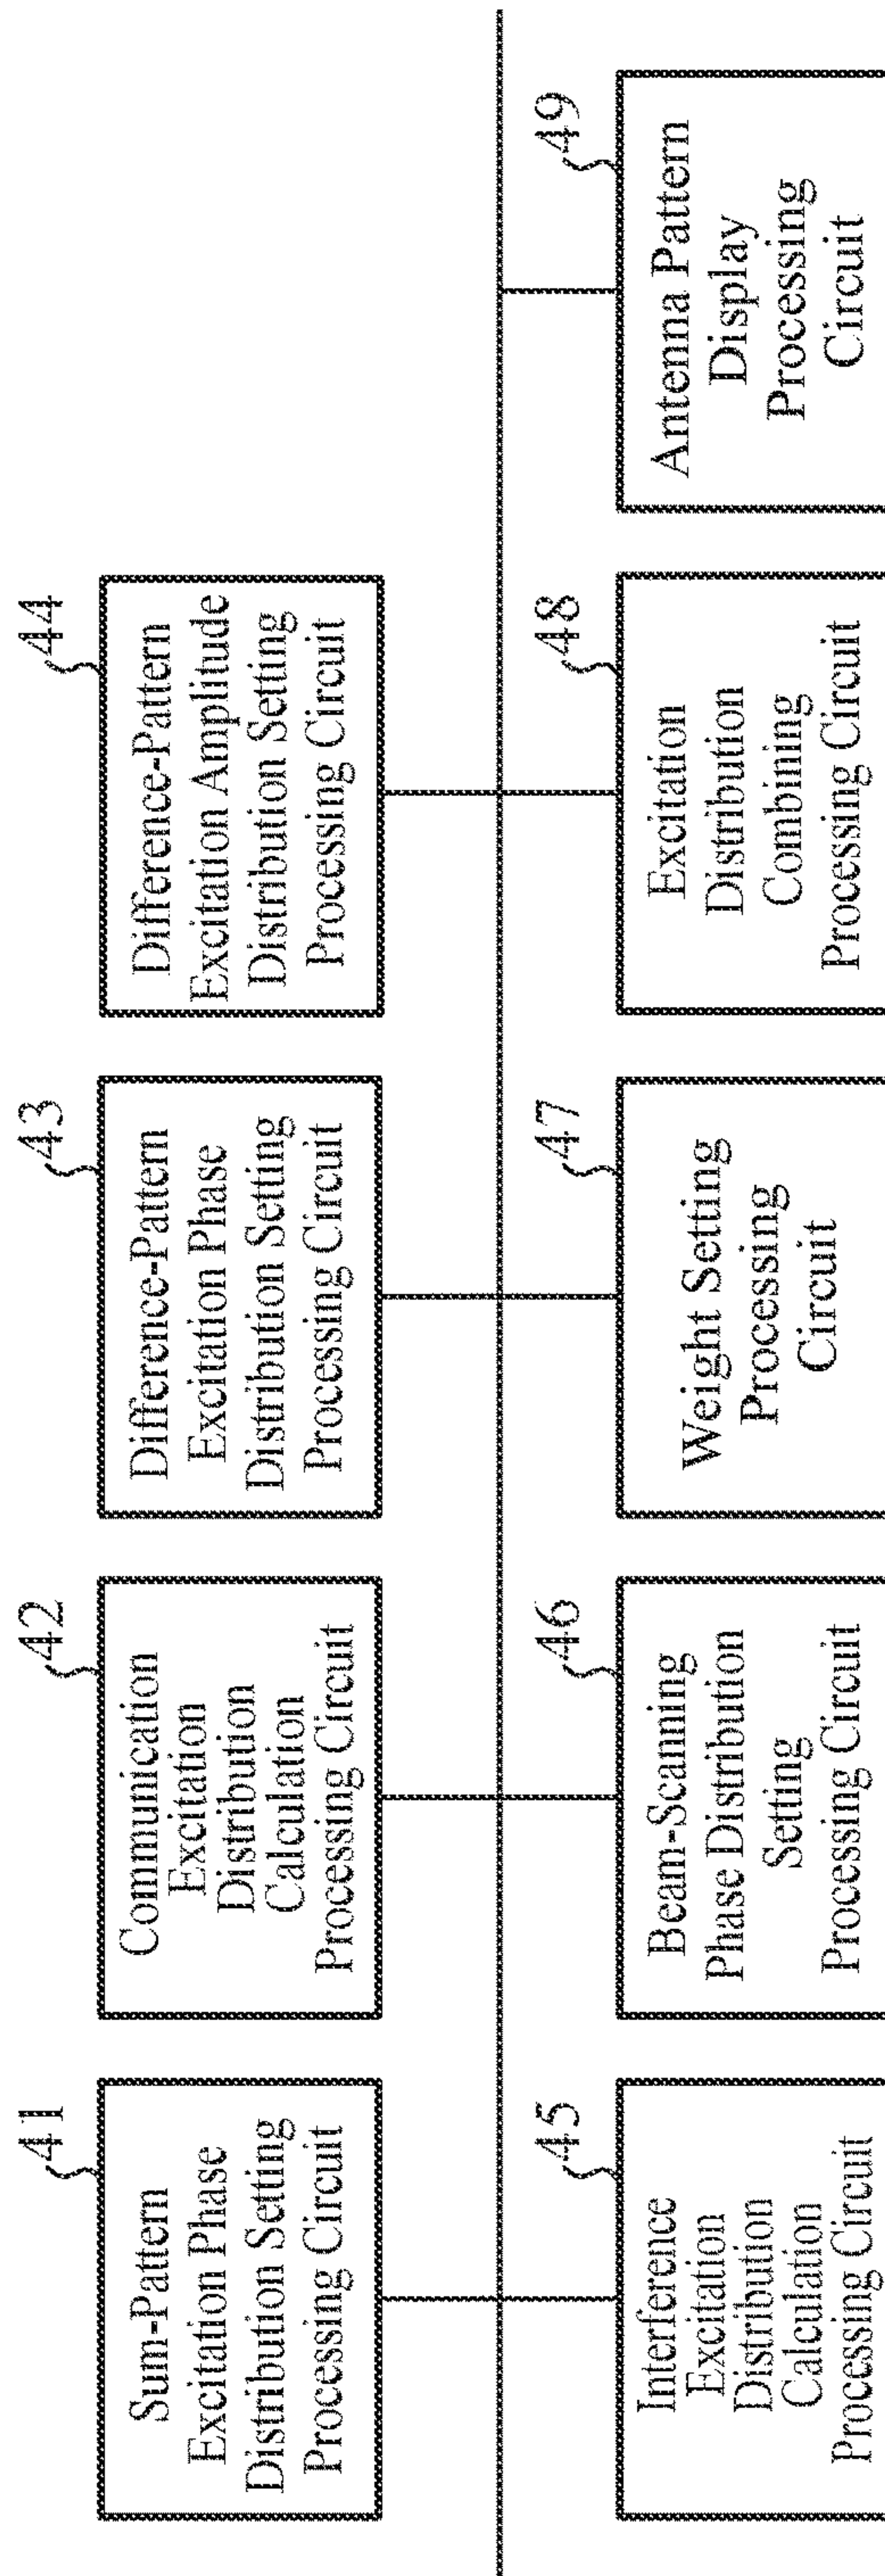 41
Sum-Pattern
Excitation Phase
Distribution Setting
Processing Circuit
42
Communication
Excitation
Distribution
Calculation
Processing Circuit
43
Difference-Pattern
Excitation Phase
Distribution Setting
Processing Circuit
44
Difference-Pattern
Excitation Amplitude
Distribution Setting
Processing Circuit
45
Interference
Excitation
Distribution
Calculation
Processing Circuit
46
Beam-Scanning
Phase Distribution
Setting
Processing Circuit
47
Weight Setting
Processing
Circuit
48
Excitation
Distribution
Combining
Processing Circuit
49
Antenna Pattern
Display
Processing
Circuit